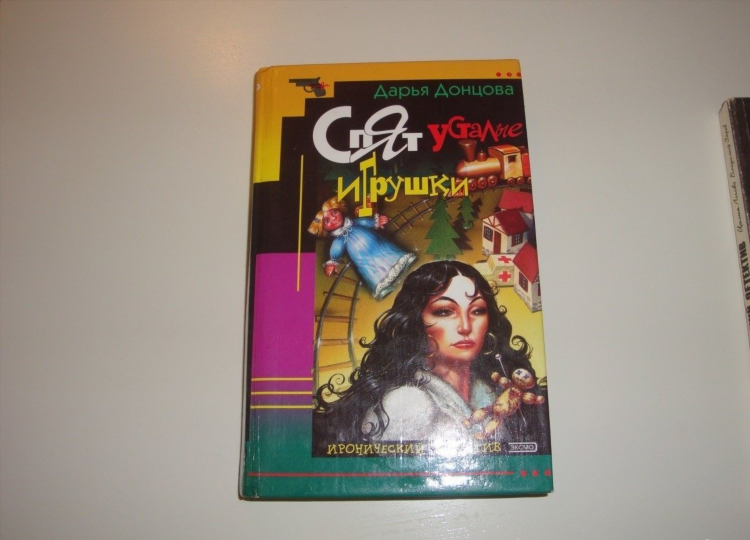 Дарья Донцова
Спят усталые
игрушки
ИРОНИЧЕСКИЙ
ЭКСМО